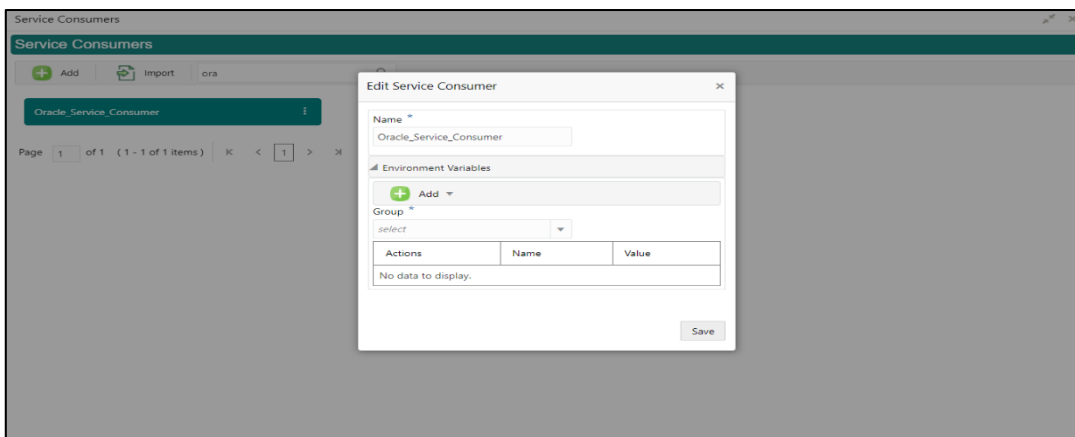 Service Consumers
Service Consumers
Add Import ora
Oracle_Service_Consumer
Page 1 of 1 (1 - 1 of 1 items) K < 1 > >|
Edit Service Consumer
Name *
Oracle_Service_Consumer
Environment Variables
Add
Group *
select
Actions Name Value
No data to display.
Save